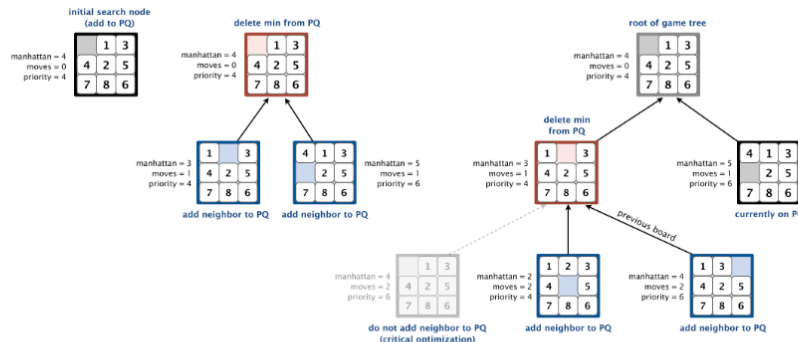 initial search node
(add to PQ)
manhattan = 4
moves = 0
priority = 4
1 3
4 2 5
7 8 6
delete min from PQ
manhattan = 4
moves = 0
priority = 4
1 3
4 2 5
7 8 6
manhattan = 3
moves = 1
priority = 4
1 3
4 2 5
7 8 6
add neighbor to PQ
4 1 3
2 5
7 8 6
manhattan = 5
moves = 1
priority = 6
add neighbor to PQ
root of game tree
manhattan = 4
moves = 0
priority = 4
1 3
4 2 5
7 8 6
delete min
from PQ
manhattan = 3
moves = 1
priority = 4
1 3
4 2 5
7 8 6
manhattan = 5
moves = 1
priority = 6
4 1 3
2 5
7 8 6
currently on PQ
previous board
manhattan = 4
moves = 2
priority = 6
1 3
4 2 5
7 8 6
do not add neighbor to PQ
(critical optimization)
manhattan = 2
moves = 2
priority = 4
1 2 3
4 5
7 8 6
add neighbor to PQ
manhattan = 4
moves = 2
priority = 6
1 3
4 2 5
7 8 6
add neighbor to PQ